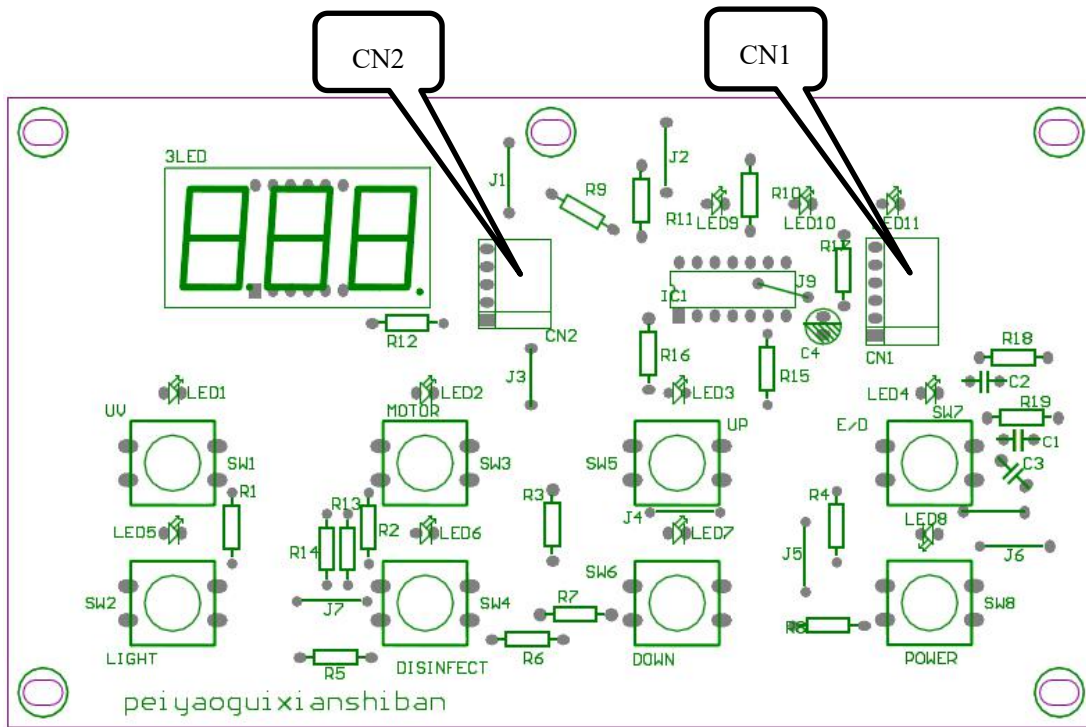 CN2
CN1
3LED
J1
J2
R9
R11
LED9
R10
LED10
LED11
R17
J9
IC1
C4
CN2
CN1
R12
J3
R16
R15
R18
C2
R19
C1
C3
LED1
LED2
LED3
LED4
UV
MOTOR
UP
E/D
SW7
SW1
SW3
SW5
R1
R13
R2
R3
R4
J4
LED8
LED5
R14
LED6
LED7
J5
J6
SW2
J7
SW4
SW6
R7
R8
SW8
LIGHT
R5
DISINFECT
R6
DOWN
POWER
peiyaoguixianshiban